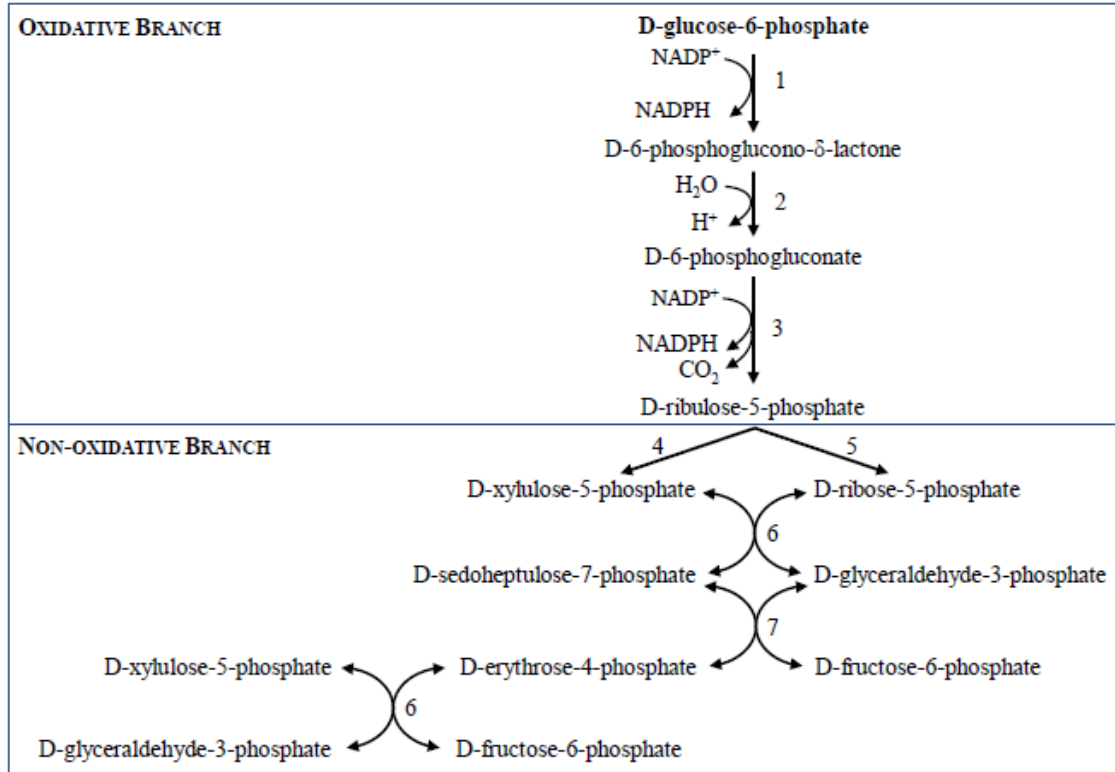 OXIDATIVE BRANCH
D-glucose-6-phosphate
NADP⁺
1
NADPH
D-6-phosphoglucono-δ-lactone
H₂O
2
H⁺
D-6-phosphogluconate
NADP⁺
3
NADPH
CO₂
D-ribulose-5-phosphate
NON-OXIDATIVE BRANCH
4 5
D-xylulose-5-phosphate D-ribose-5-phosphate
6
D-sedoheptulose-7-phosphate D-glyceraldehyde-3-phosphate
7
D-xylulose-5-phosphate D-erythrose-4-phosphate D-fructose-6-phosphate
6
D-glyceraldehyde-3-phosphate D-fructose-6-phosphate